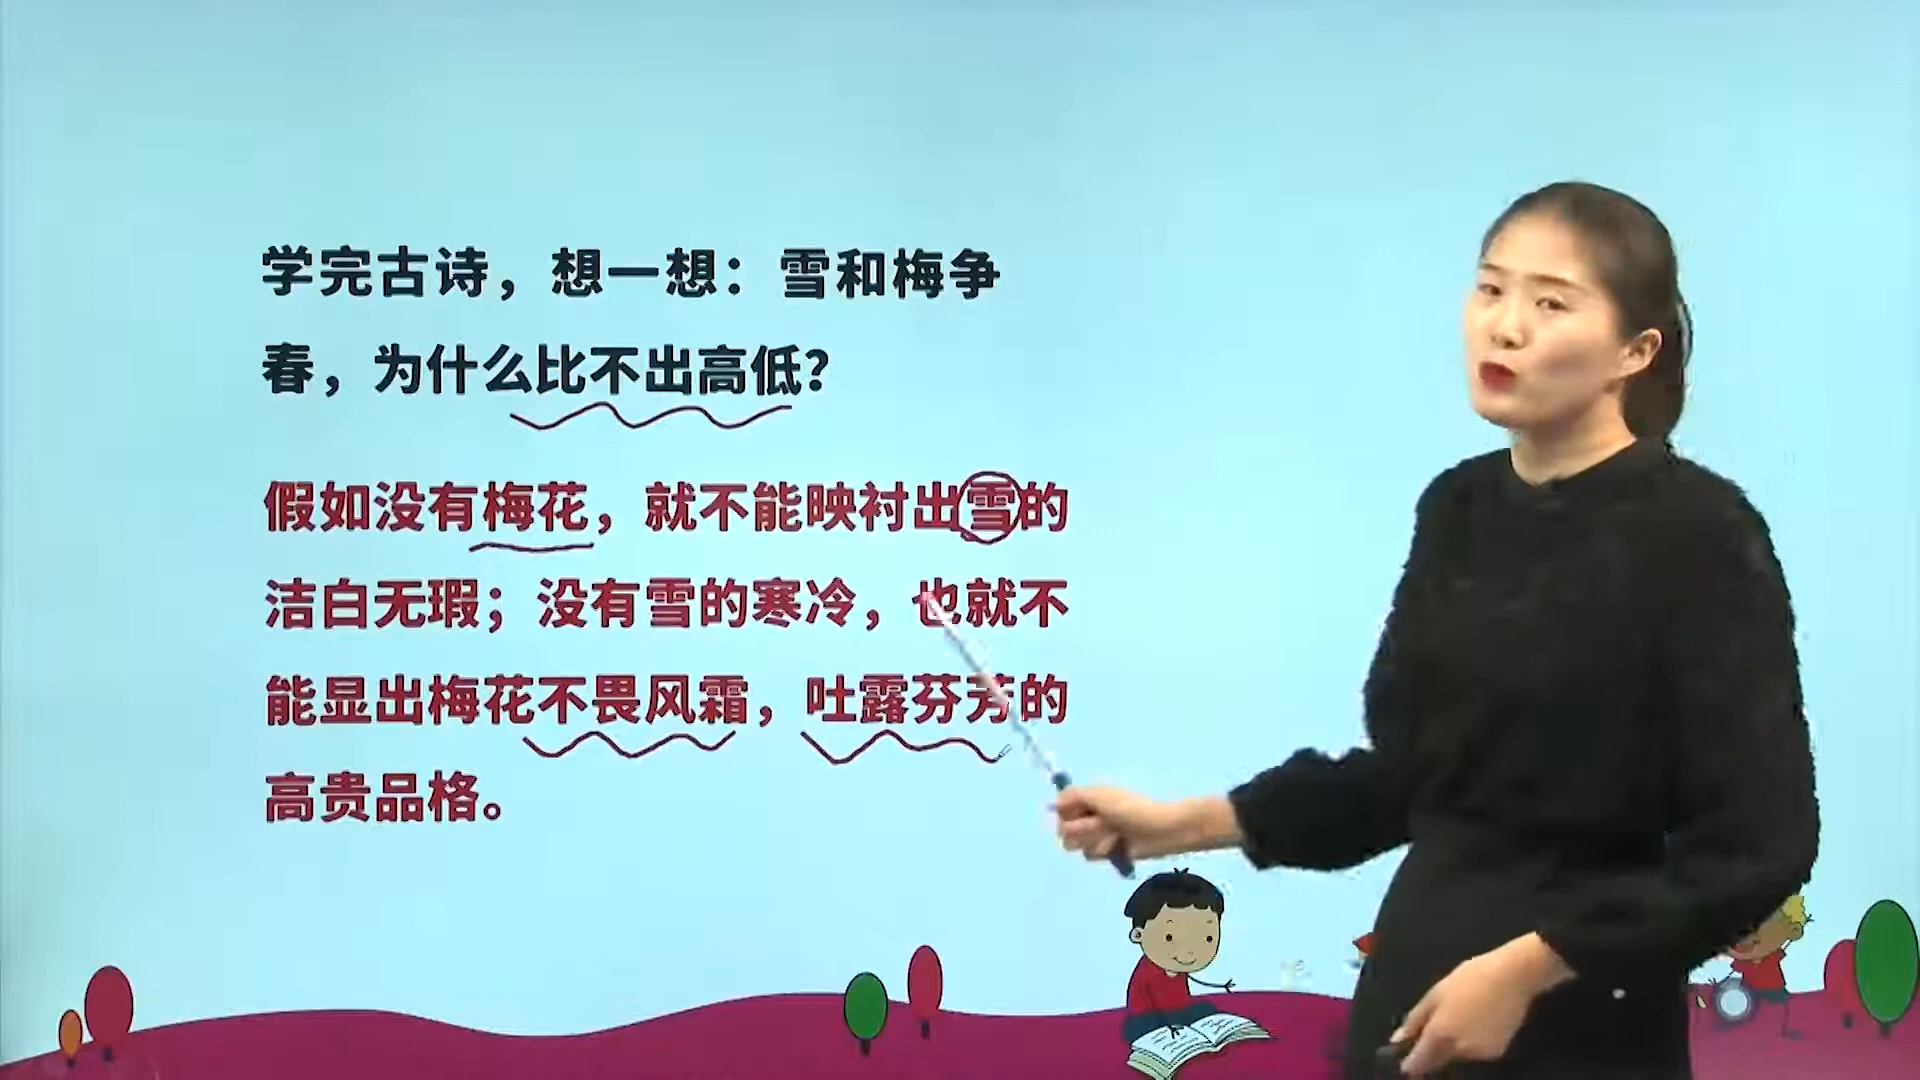 学完古诗，想一想：雪和梅争
春，为什么比不出高低？
假如没有梅花，就不能映衬出雪的
洁白无瑕；没有雪的寒冷，也就不
能显出梅花不畏风霜，吐露芬芳的
高贵品格。